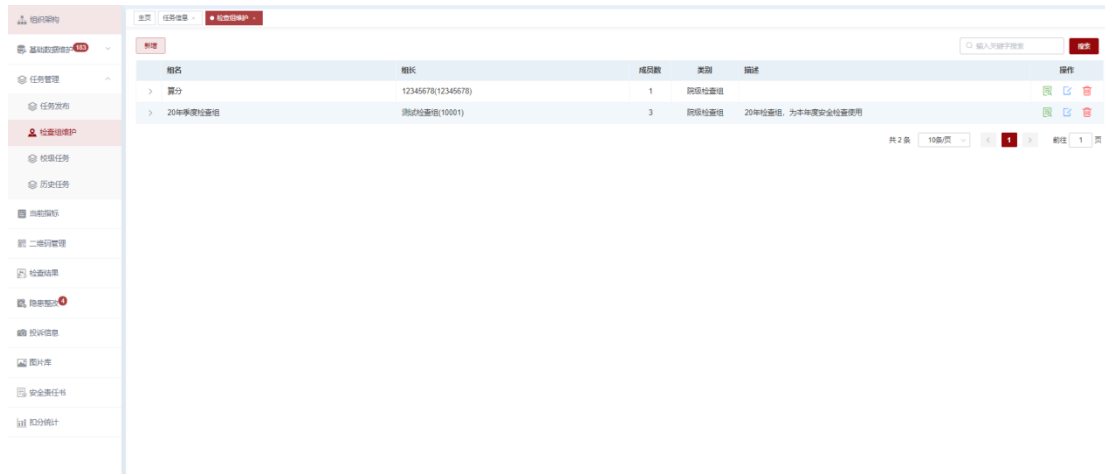 组织架构
主页 任务信息 × ● 检查组维护 ×
基础数据维护 183
新增
输入关键字搜索 搜索
任务管理
组名 组长 成员数 类别 描述 操作
算分 12345678(12345678) 1 院级检查组
20年季度检查组 测试检查组(10001) 3 院级检查组 20年检查组，为本年度安全检查使用
共 2 条 10条/页 < 1 > 前往 1 页
任务发布
检查组维护
校级任务
历史任务
当前指标
二维码管理
检查结果
隐患整改 4
投诉信息
图片库
安全责任书
扣分统计